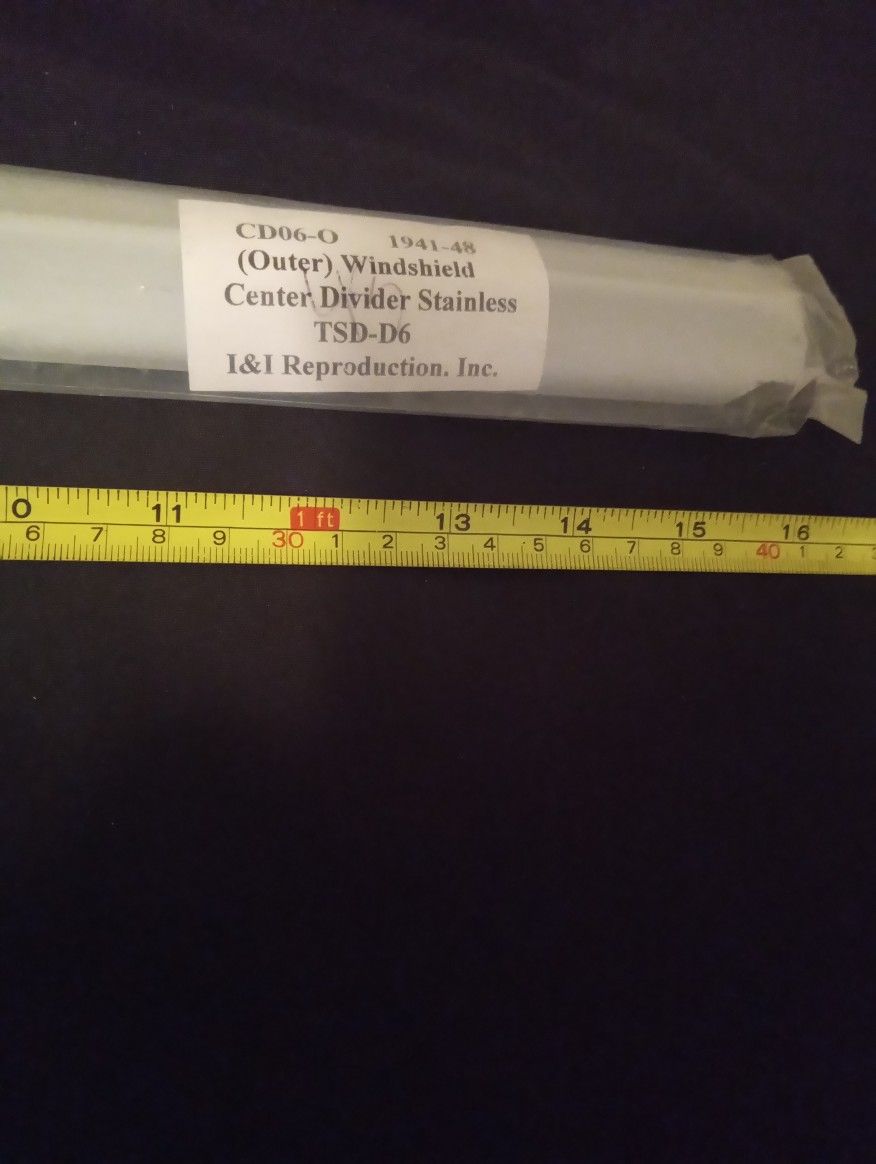 CD06-O 1941-48
(Outer) Windshield
Center Divider Stainless
TSD-D6
I&I Reproduction. Inc.
0 11 1 ft 13 14 15 16
6 7 8 9 30 1 2 3 4 5 6 7 8 9 40 1 2 3